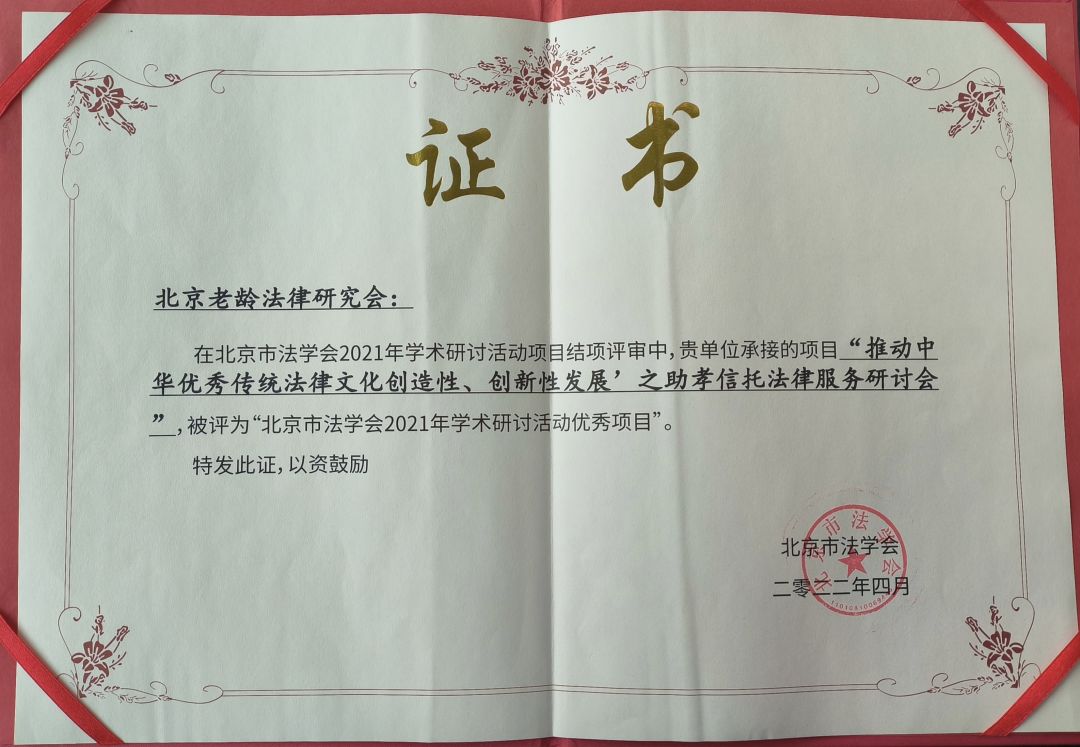 证 书
北京老龄法律研究会：
在北京市法学会2021年学术研讨活动项目结项评审中，贵单位承接的项目“推动中
华优秀传统法律文化创造性、创新性发展’之助孝信托法律服务研讨会
”，被评为“北京市法学会2021年学术研讨活动优秀项目”。
特发此证，以资鼓励
北京市法学会
北京市法学会
二零二二年四月